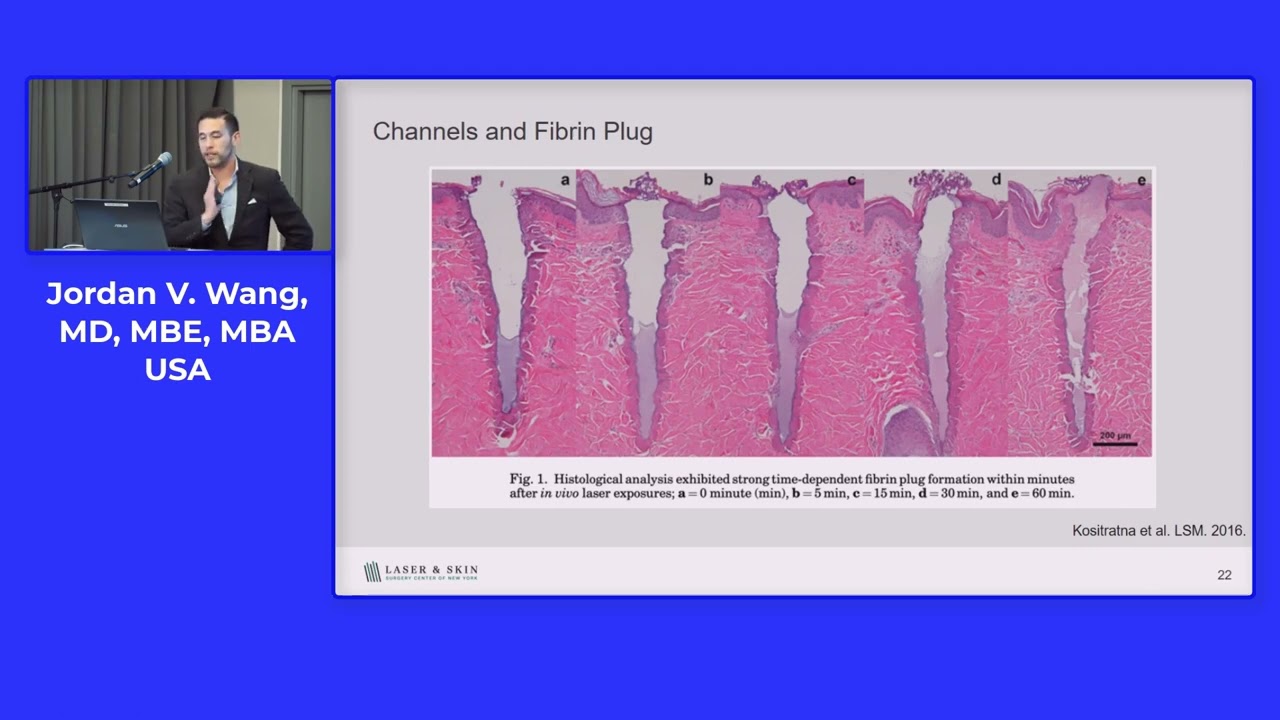 Jordan V. Wang,
MD, MBE, MBA
USA
Channels and Fibrin Plug
a b c d e
200 μm
Fig. 1. Histological analysis exhibited strong time-dependent fibrin plug formation within minutes
after in vivo laser exposures; a = 0 minute (min), b = 5 min, c = 15 min, d = 30 min, and e = 60 min.
Kositratna et al. LSM. 2016.
LASER & SKIN
SURGERY CENTER OF NEW YORK
22